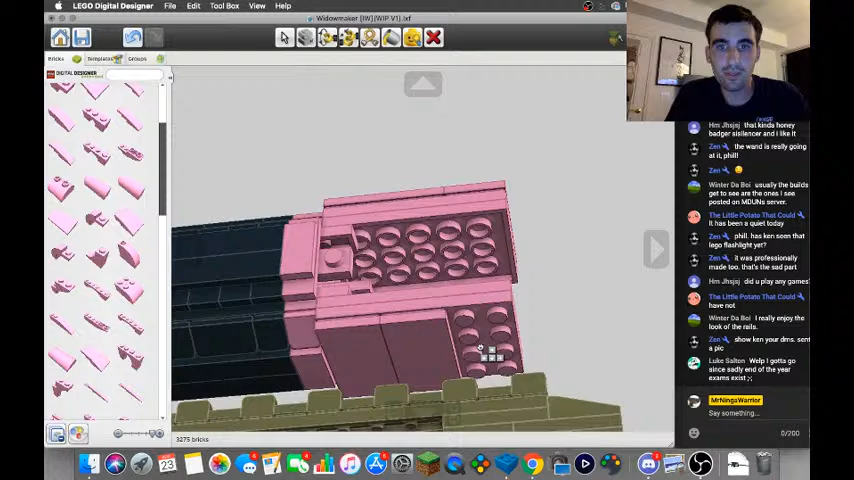 LEGO Digital Designer File Edit Tool Box View Help
Widowmaker [IW](WIP V1).lxf
Bricks Templates Groups
LEGO DIGITAL DESIGNER
3275 bricks
Hm Jhsjsj that kinda honey
badger sisilencer and i like it
Zen the wand is really going
at it, phill!
Zen
Winter Da Boi usually the builds
get to see are the ones I see
posted on MDUNs server.
The Little Potato That Could
It has been a quiet today
Zen phill. has ken seen that
lego flashlight yet?
Zen it was professionally
made too. that's the sad part
Hm Jhsjsj did u play any games?
The Little Potato That Could
have not
Winter Da Boi I really enjoy the
look of the rails.
Zen show ken your dms. sent
a pic
Luke Salton Welp I gotta go
since sadly end of the year
exams exist ;-;
MrNingaWarrior
Say something...
0/200
23